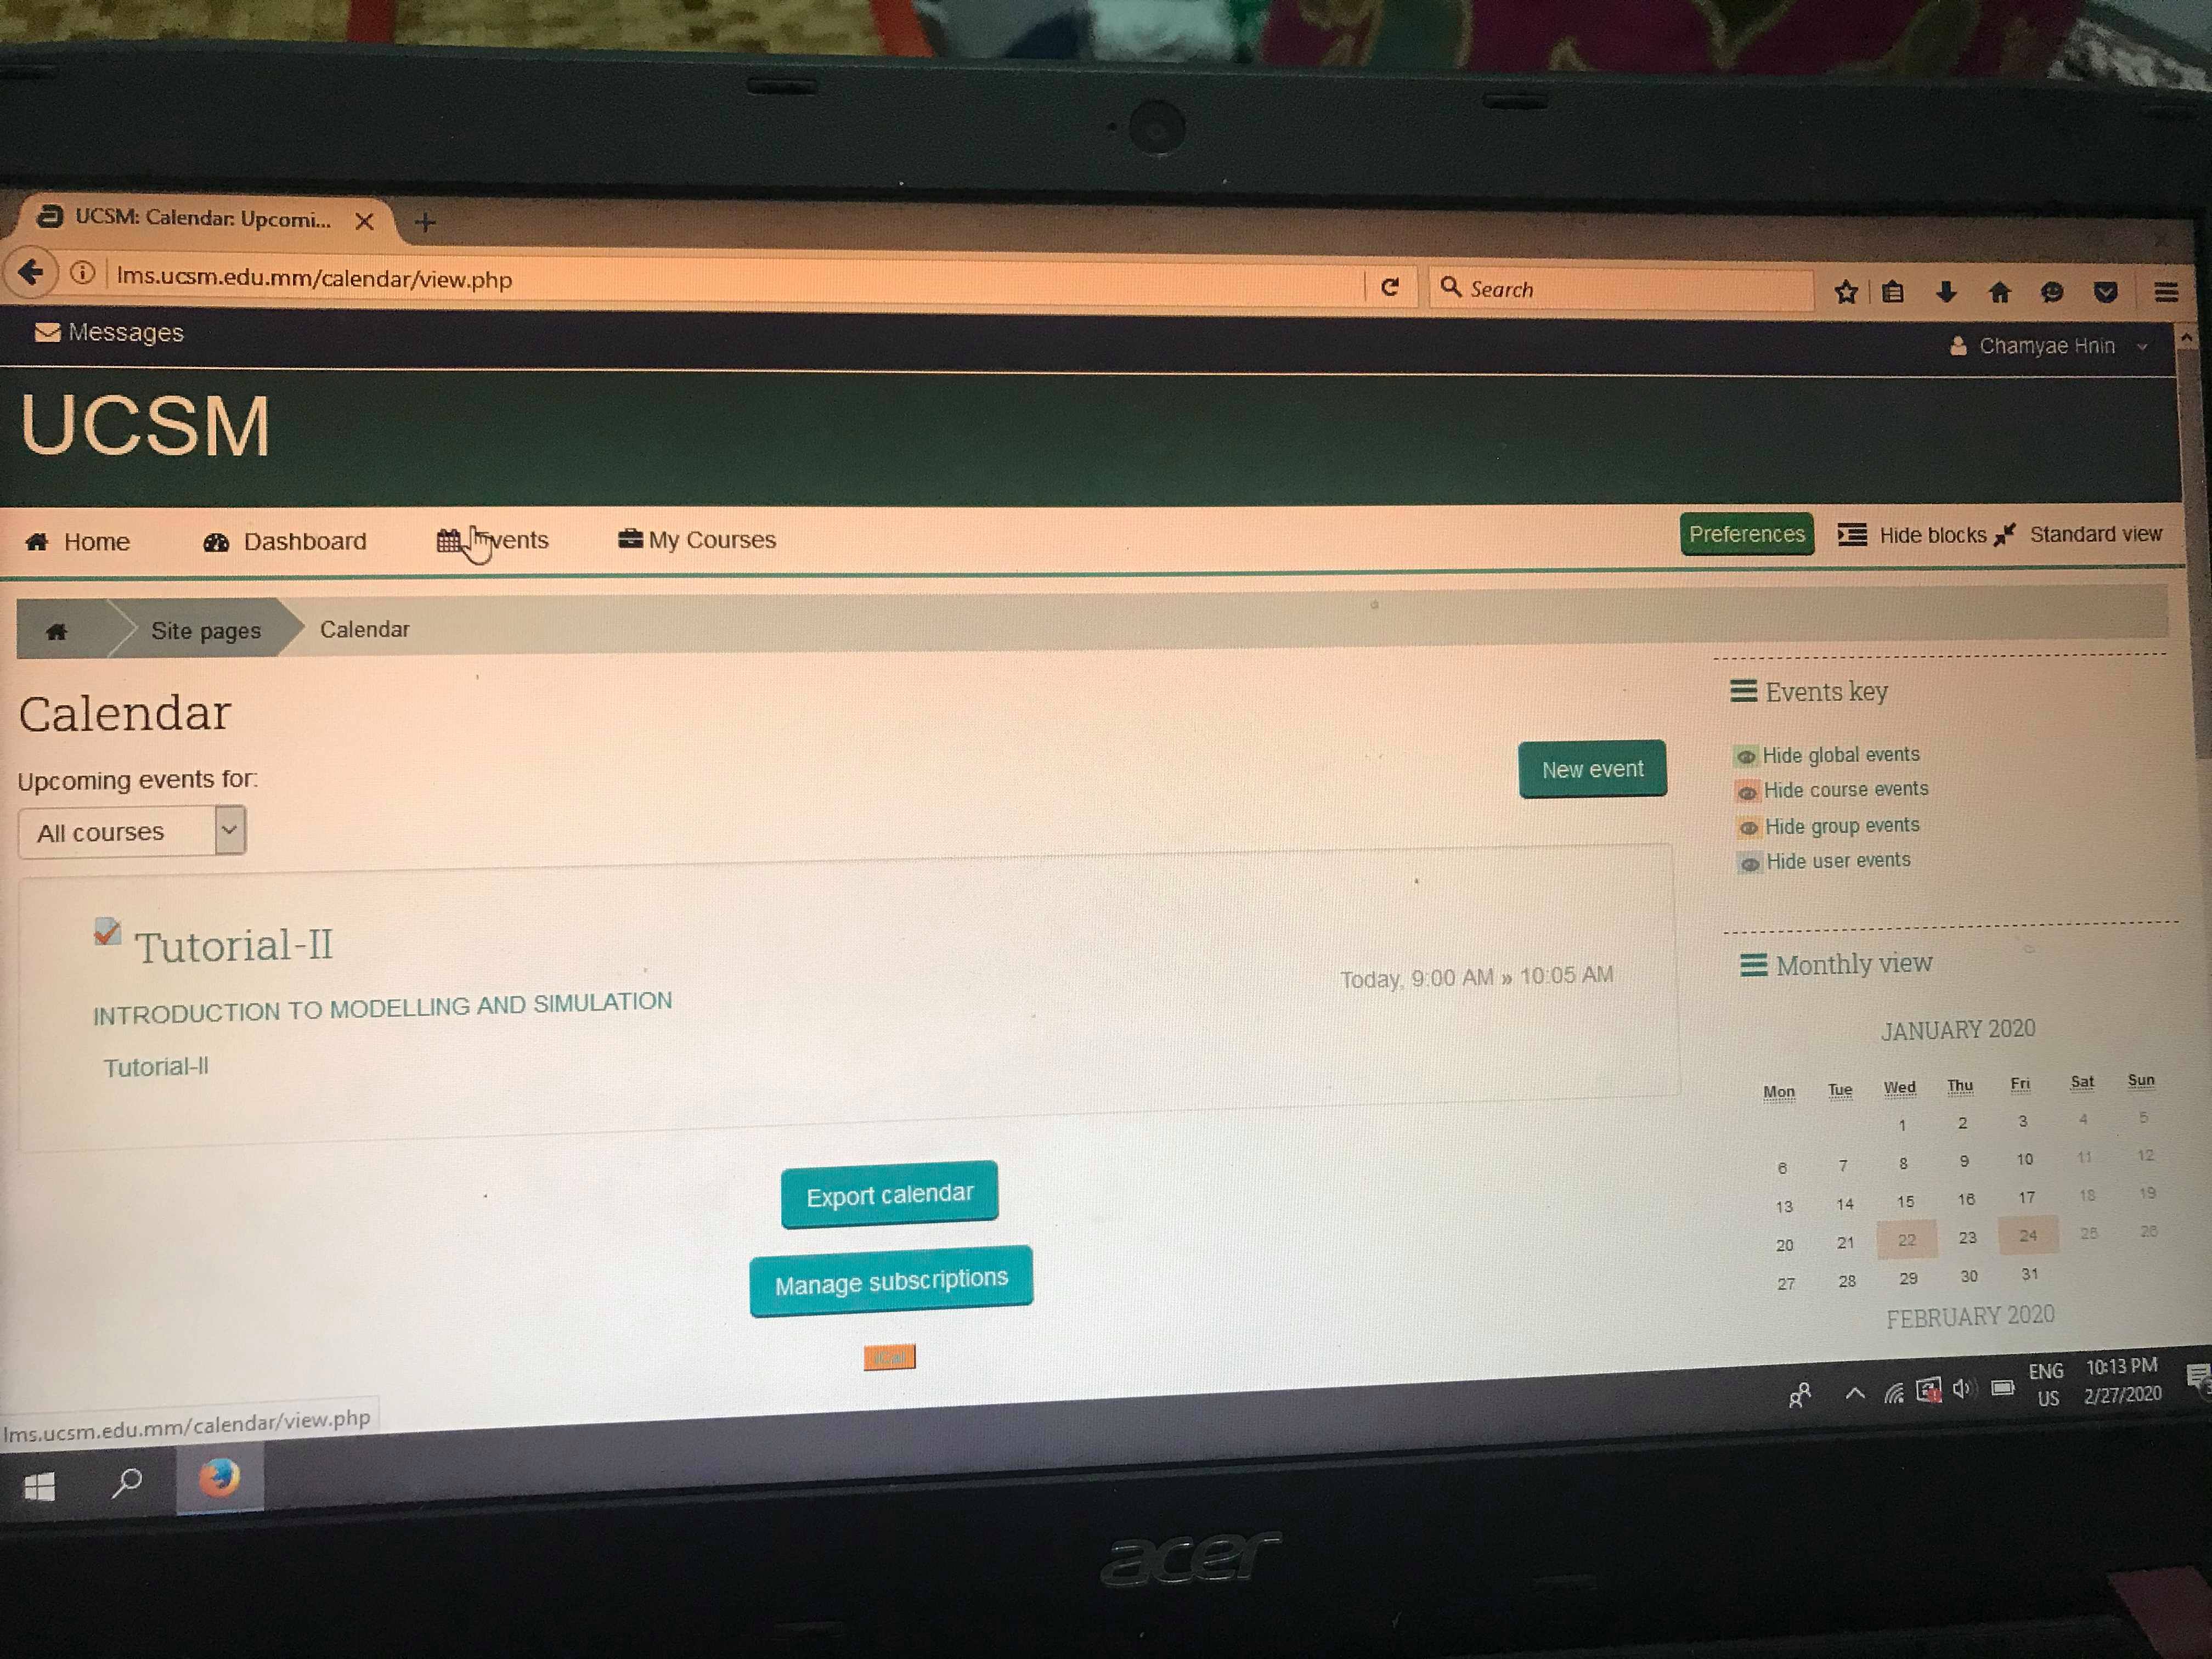 UCSM: Calendar: Upcomi...
lms.ucsm.edu.mm/calendar/view.php
Search
Messages
Chamyae Hnin
UCSM
Home Dashboard vents My Courses
Preferences Hide blocks Standard view
Site pages Calendar
Calendar
Upcoming events for:
All courses
New event
Tutorial-II
Today, 9:00 AM » 10:05 AM
INTRODUCTION TO MODELLING AND SIMULATION
Tutorial-II
Export calendar
Manage subscriptions
Events key
Hide global events
Hide course events
Hide group events
Hide user events
Monthly view
JANUARY 2020
Mon Tue Wed Thu Fri Sat Sun
1 2 3 4 5
6 7 8 9 10 11 12
13 14 15 16 17 18 19
20 21 22 23 24 25 26
27 28 29 30 31
FEBRUARY 2020
lms.ucsm.edu.mm/calendar/view.php
ENG 10:13 PM
US 2/27/2020
acer